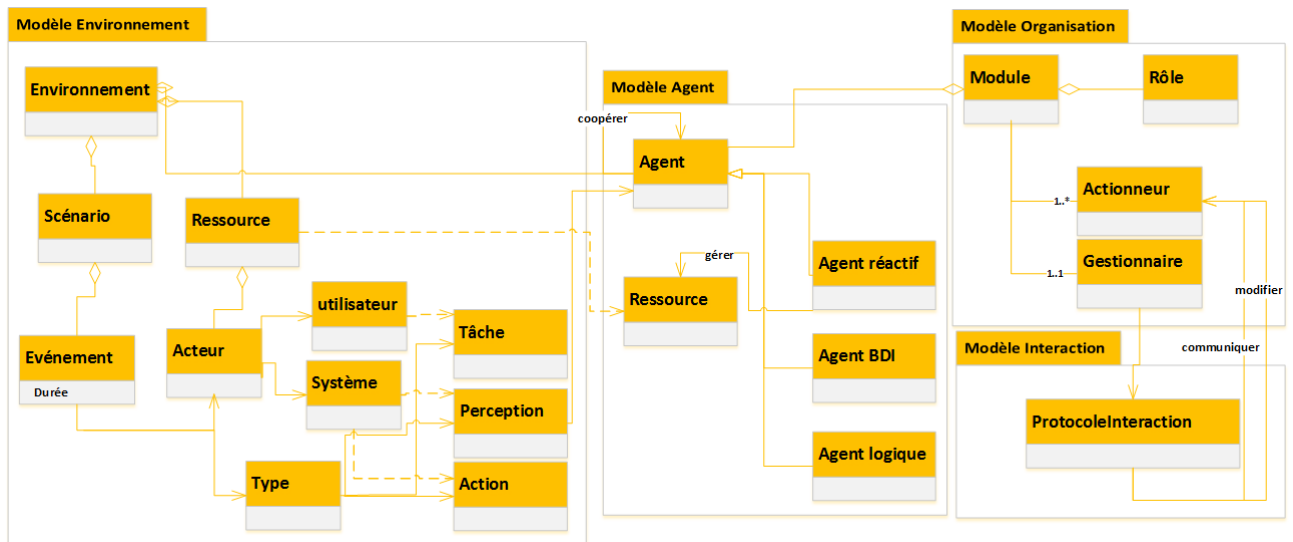 Modèle Environnement
Environnement
Scénario
Ressource
Evénement
Durée
Acteur
utilisateur
Système
Type
Tâche
Perception
Action
Modèle Agent
coopérer
Agent
gérer
Ressource
Agent réactif
Agent BDI
Agent logique
Modèle Organisation
Module
Rôle
Actionneur
1..*
Gestionnaire
1..1
modifier
communiquer
Modèle Interaction
ProtocoleInteraction